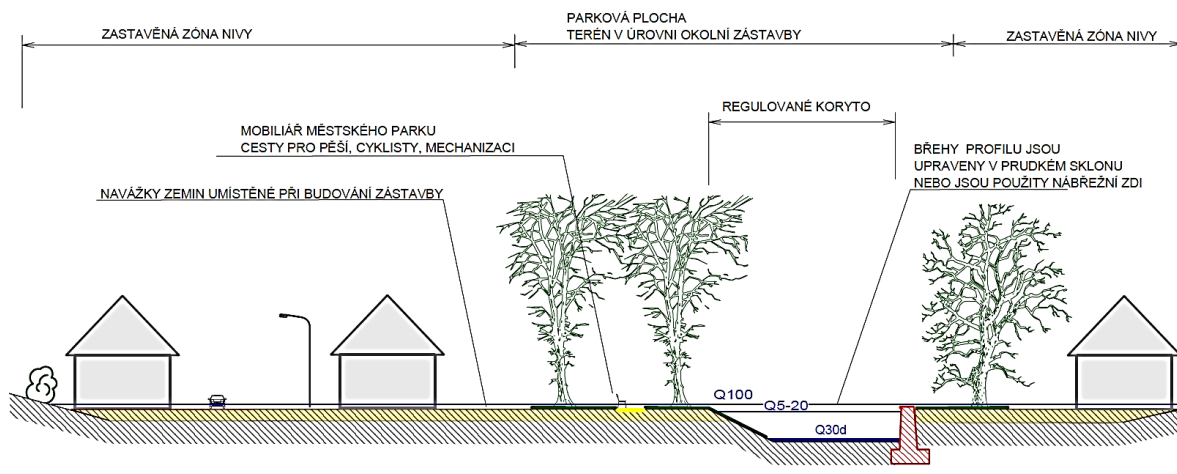 ZASTAVĚNÁ ZÓNA NIVY
PARKOVÁ PLOCHA
TERÉN V ÚROVNI OKOLNÍ ZÁSTAVBY
ZASTAVĚNÁ ZÓNA NIVY
REGULOVANÉ KORYTO
MOBILIÁŘ MĚSTSKÉHO PARKU
CESTY PRO PĚŠÍ, CYKLISTY, MECHANIZACI
BŘEHY PROFILU JSOU
UPRAVENY V PRUDKÉM SKLONU
NEBO JSOU POUŽITY NÁBŘEŽNÍ ZDI
NAVÁŽKY ZEMIN UMÍSTĚNÉ PŘI BUDOVÁNÍ ZÁSTAVBY
Q100
Q5-20
Q30d